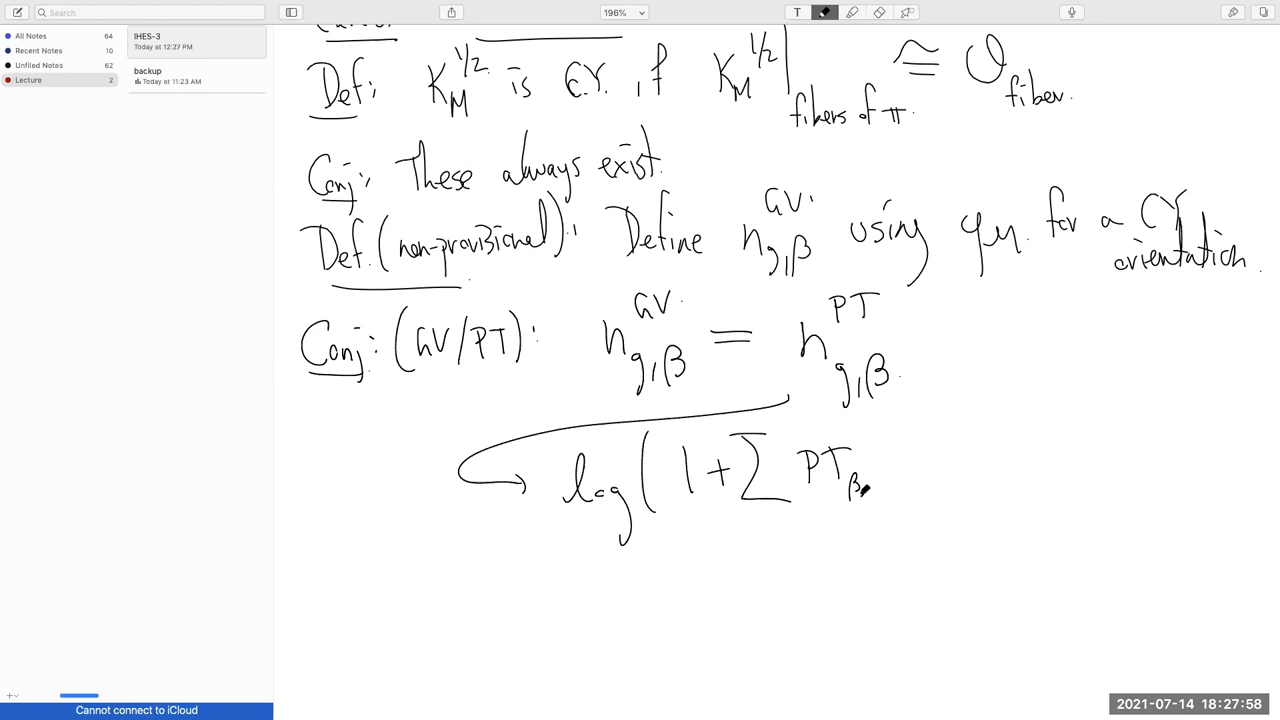 Search
196%
T
All Notes 64
Recent Notes 10
Unfiled Notes 62
Lecture 2
IHES-3
Today at 12:27 PM
backup
Today at 11:23 AM
Def: K_M^{1/2} is C.Y. if K_M^{1/2}|_{fibers of π} ≅ O_{fiber}.
Conj: These always exist.
Def. (non-provisional): Define n_{g,β}^{GV} using φ_M for a CY orientation.
Conj: (GV/PT): n_{g,β}^{GV} = n_{g,β}^{PT}
log( 1 + Σ PT_β
Cannot connect to iCloud
2021-07-14 18:27:58